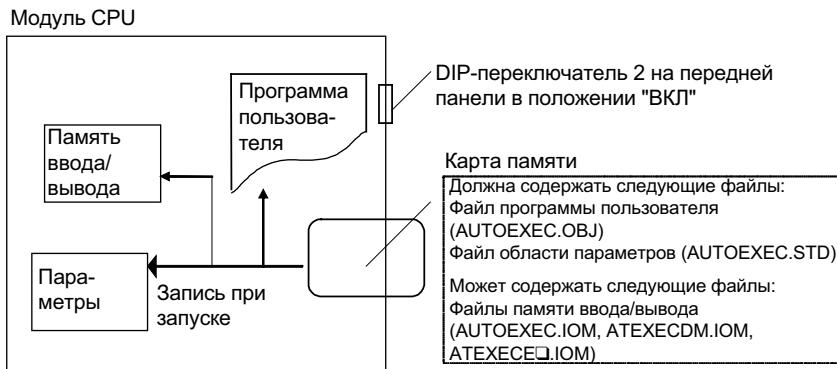 Модуль CPU
Программа
пользова-
теля
DIP-переключатель 2 на передней
панели в положении "ВКЛ"
Память
ввода/
вывода
Карта памяти
Должна содержать следующие файлы:
Файл программы пользователя
(AUTOEXEC.OBJ)
Файл области параметров (AUTOEXEC.STD)
Может содержать следующие файлы:
Файлы памяти ввода/вывода
(AUTOEXEC.IOM, ATEXECDM.IOM,
ATEXECE❑.IOM)
Пара-
метры
Запись при
запуске